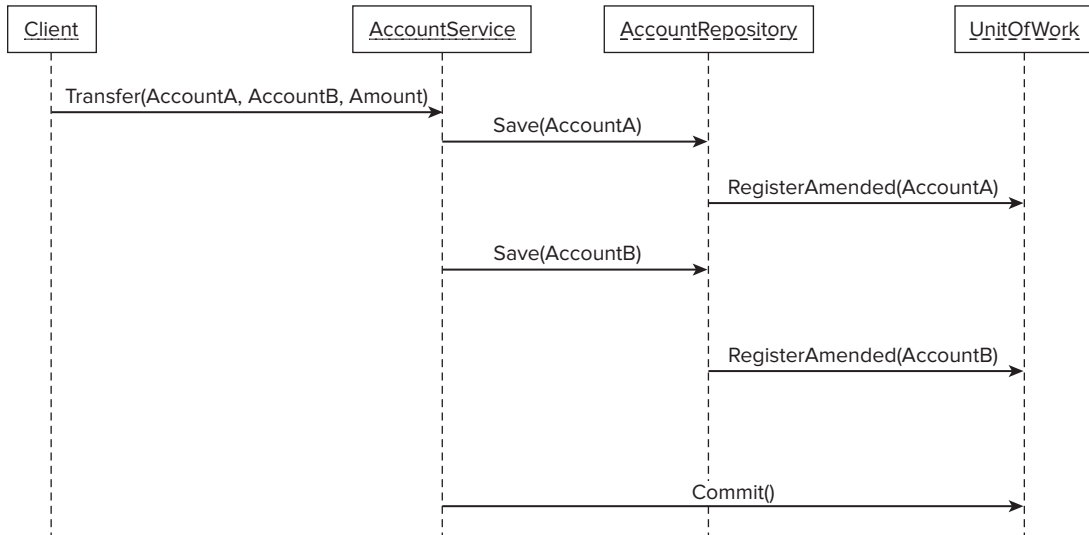 Client
AccountService
AccountRepository
UnitOfWork
Transfer(AccountA, AccountB, Amount)
Save(AccountA)
RegisterAmended(AccountA)
Save(AccountB)
RegisterAmended(AccountB)
Commit()